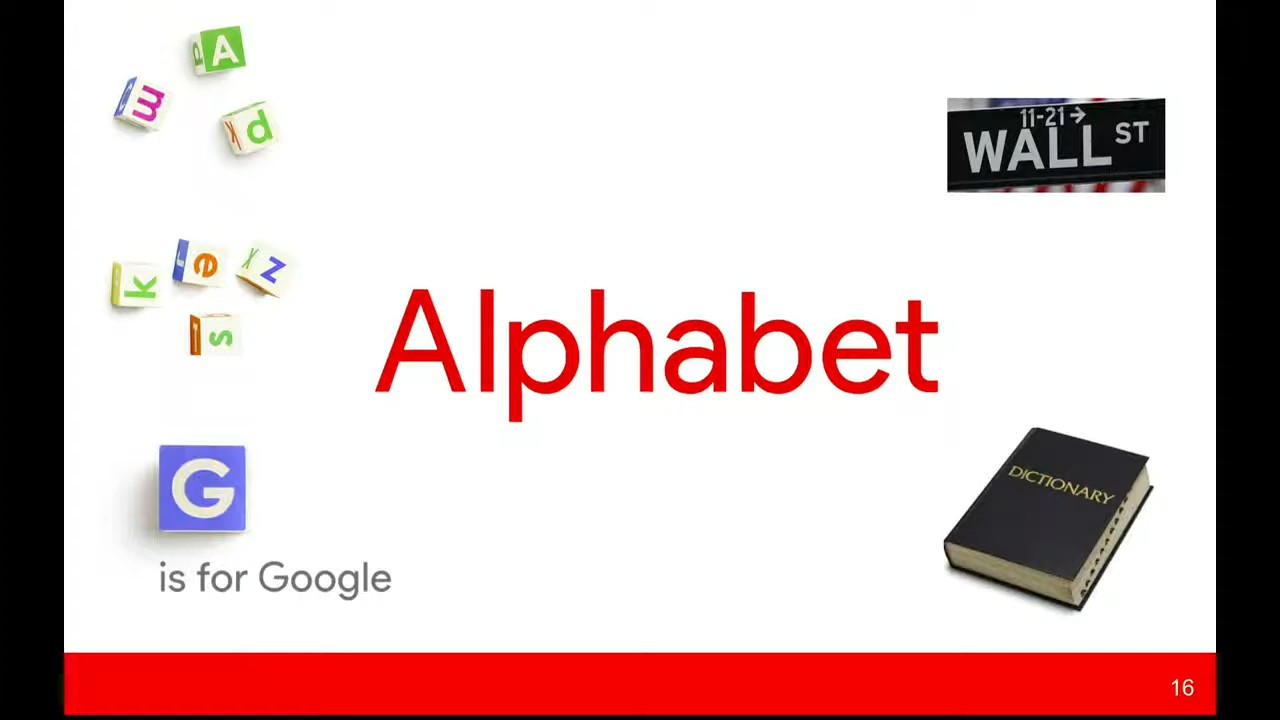 A
m
p
X
11-21→
WALL ST
k
r e
X z
s
Alphabet
DICTIONARY
G
is for Google
16